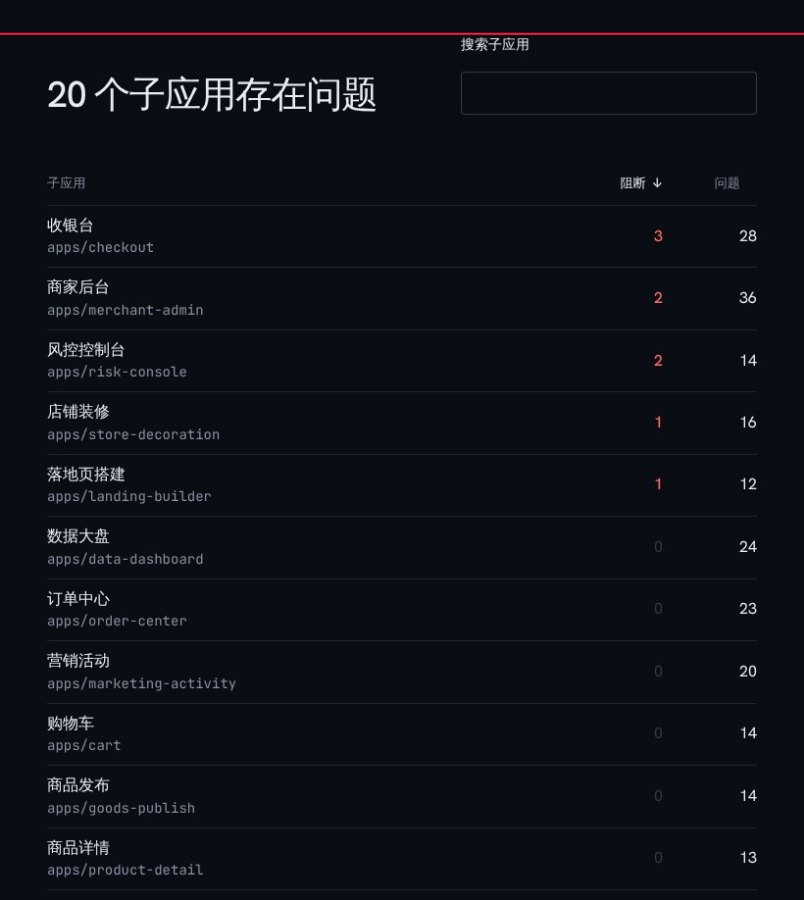 搜索子应用
20 个子应用存在问题
子应用 阻断 ↓ 问题
收银台
apps/checkout 3 28
商家后台
apps/merchant-admin 2 36
风控控制台
apps/risk-console 2 14
店铺装修
apps/store-decoration 1 16
落地页搭建
apps/landing-builder 1 12
数据大盘
apps/data-dashboard 0 24
订单中心
apps/order-center 0 23
营销活动
apps/marketing-activity 0 20
购物车
apps/cart 0 14
商品发布
apps/goods-publish 0 14
商品详情
apps/product-detail 0 13